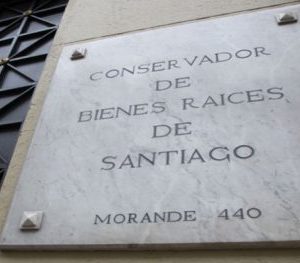 CONSERVADOR
DE
BIENES RAICES
DE
SANTIAGO
MORANDE 440